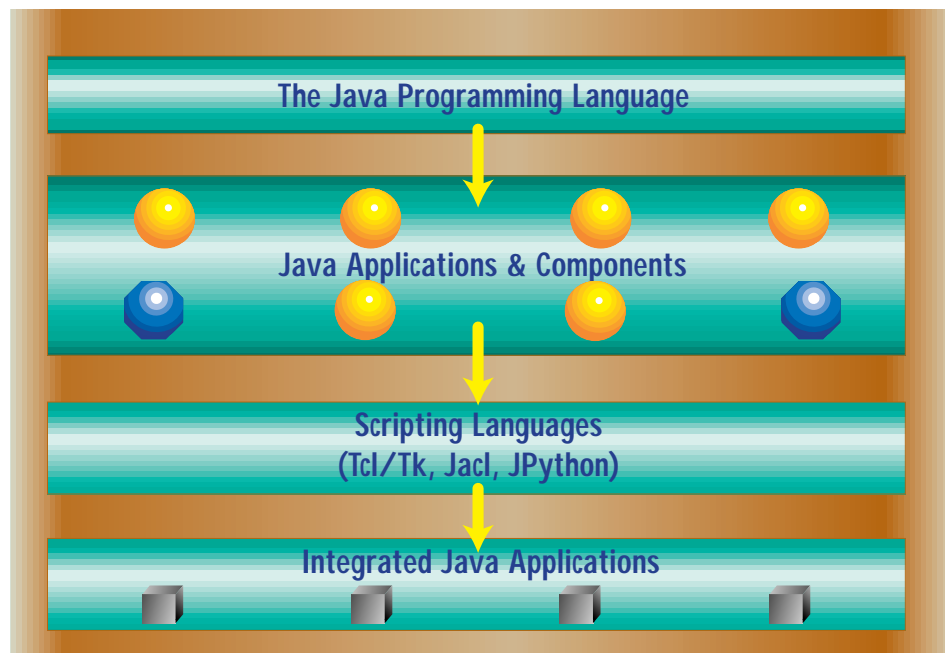 The Java Programming Language
Java Applications & Components
Scripting Languages
(Tcl/Tk, Jacl, JPython)
Integrated Java Applications